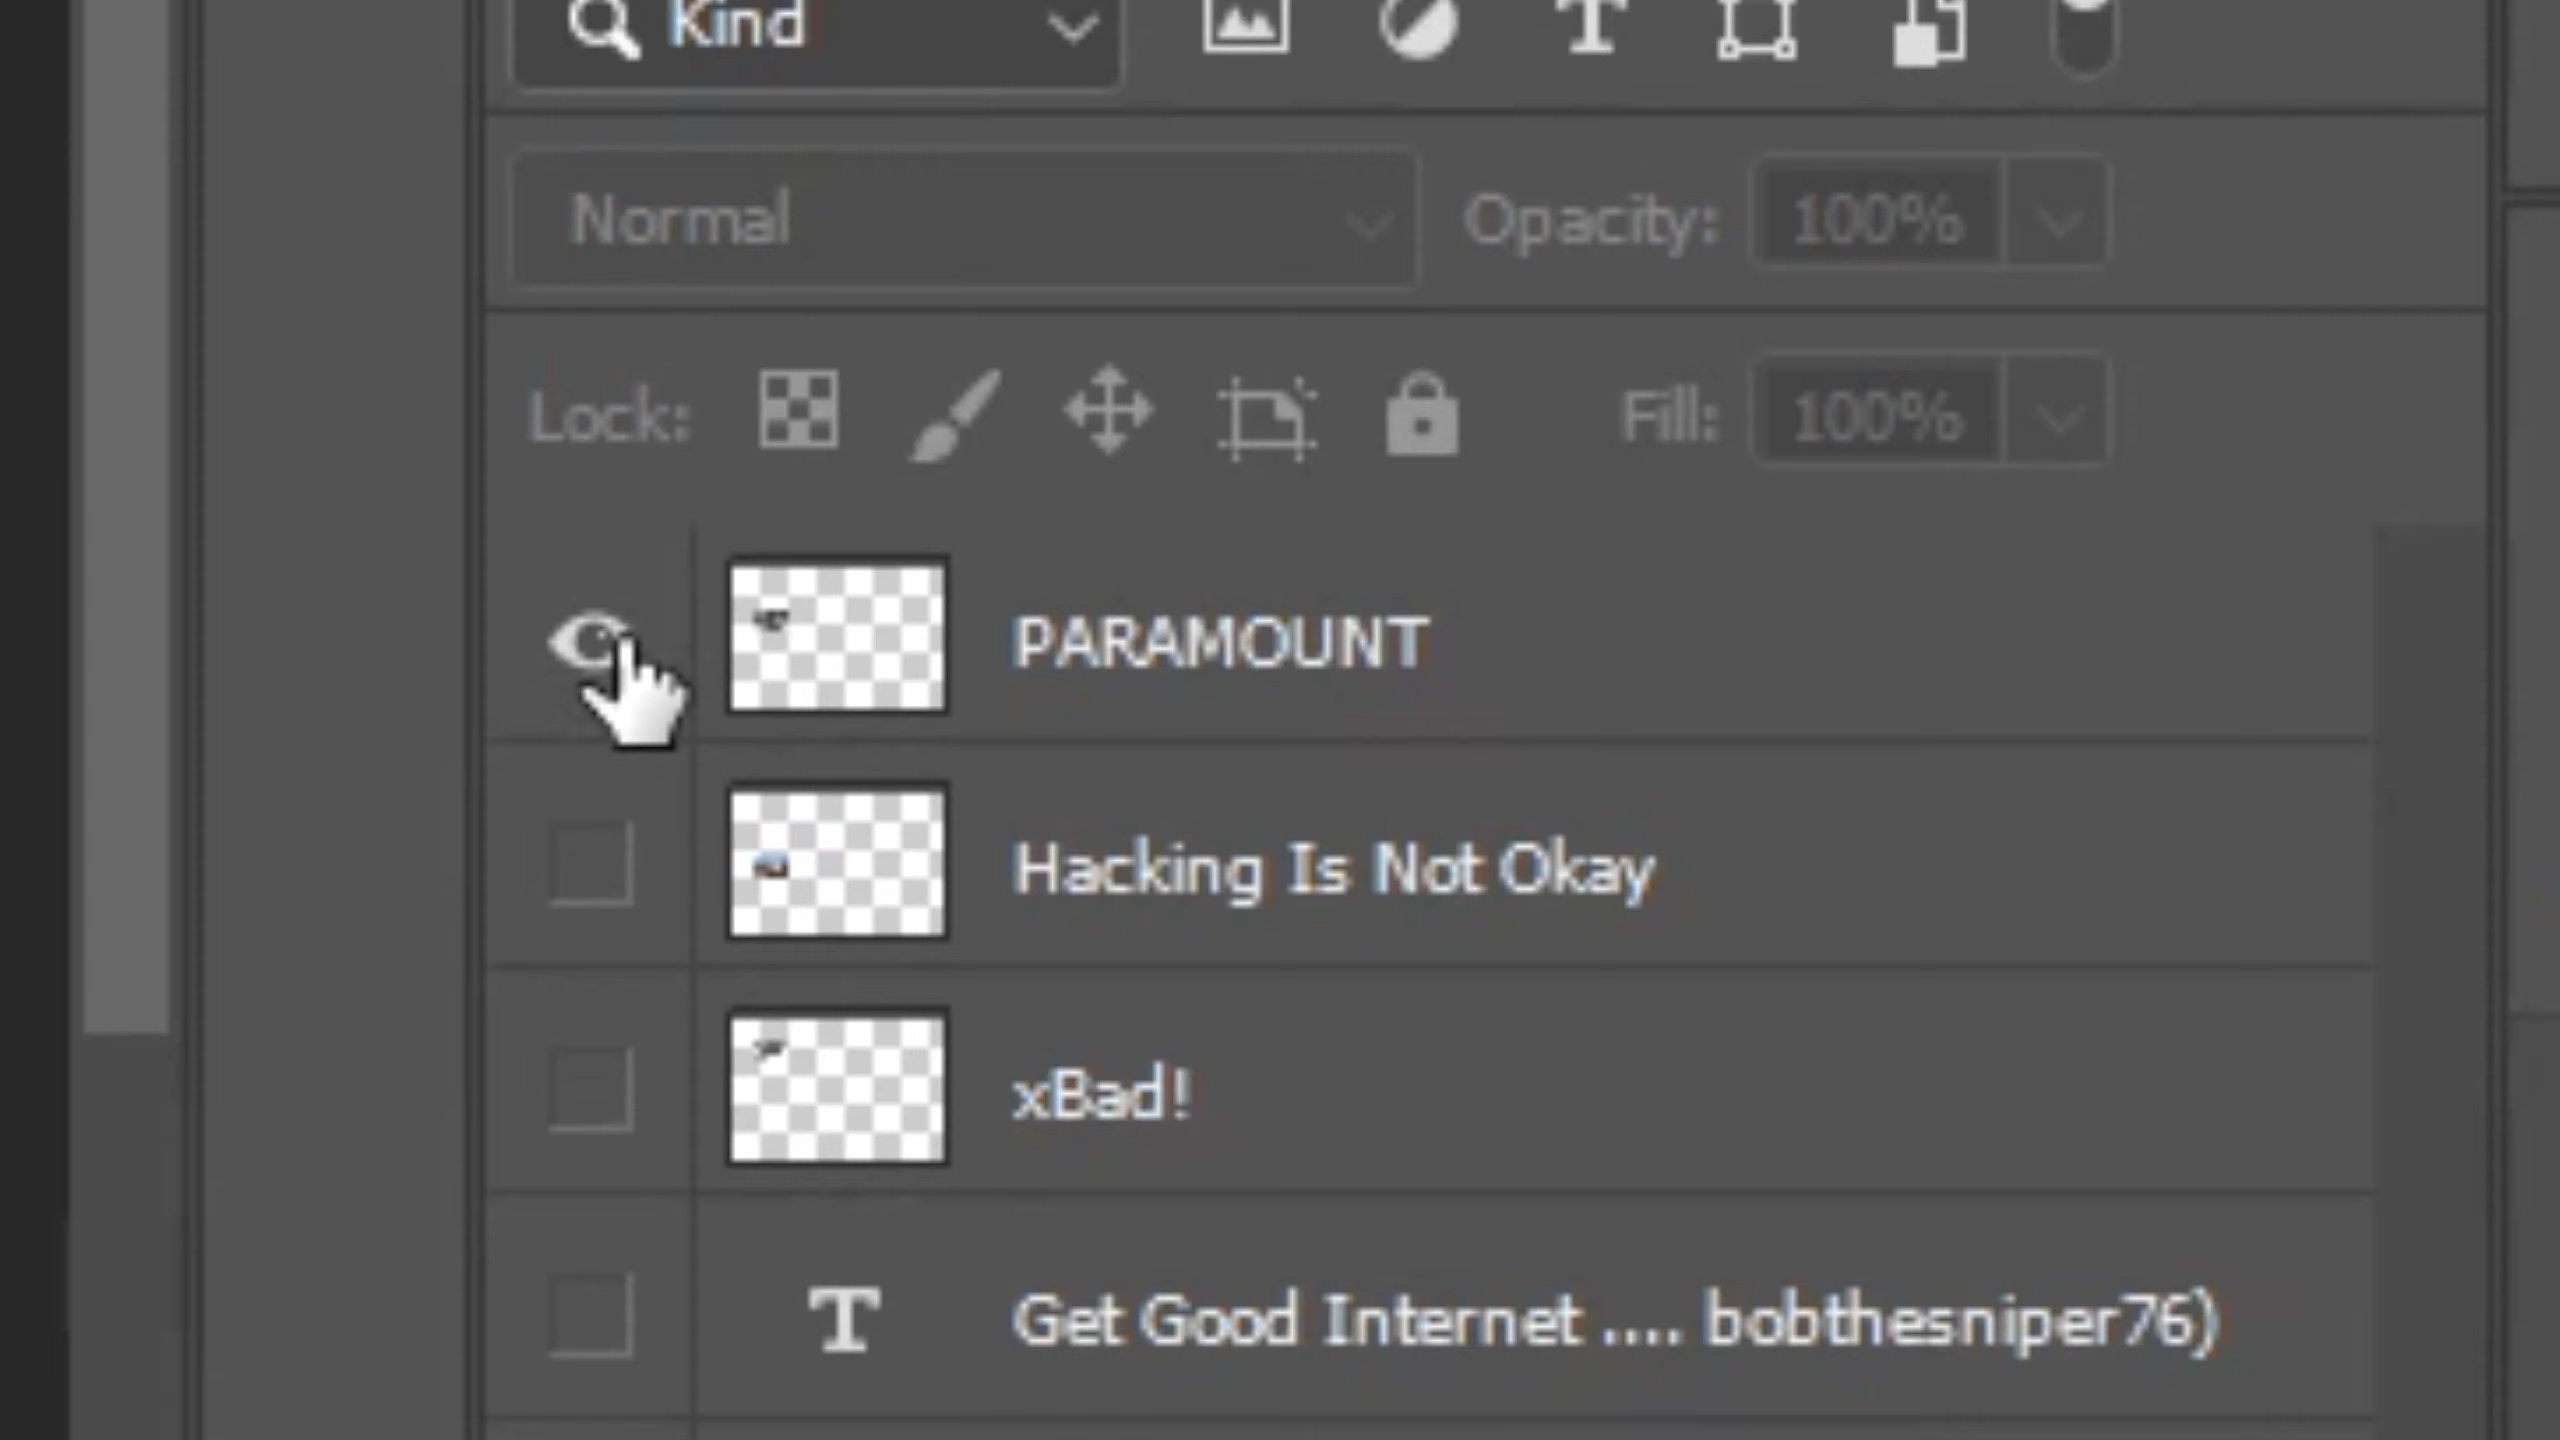 Kind
Normal Opacity: 100%
Lock: Fill: 100%
PARAMOUNT
Hacking Is Not Okay
xBad!
Get Good Internet .... bobthesniper76)